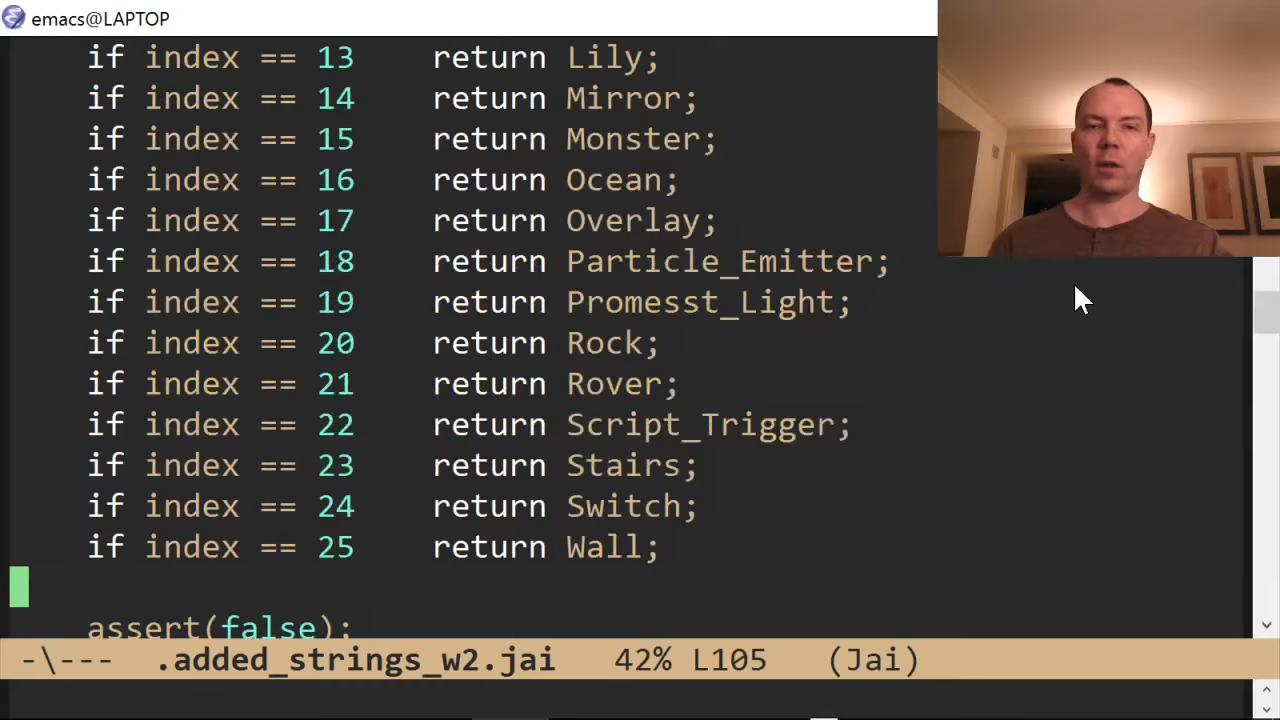 emacs@LAPTOP
if index == 13 return Lily;
if index == 14 return Mirror;
if index == 15 return Monster;
if index == 16 return Ocean;
if index == 17 return Overlay;
if index == 18 return Particle_Emitter;
if index == 19 return Promesst_Light;
if index == 20 return Rock;
if index == 21 return Rover;
if index == 22 return Script_Trigger;
if index == 23 return Stairs;
if index == 24 return Switch;
if index == 25 return Wall;
assert(false);
-\--- .added_strings_w2.jai 42% L105 (Jai)